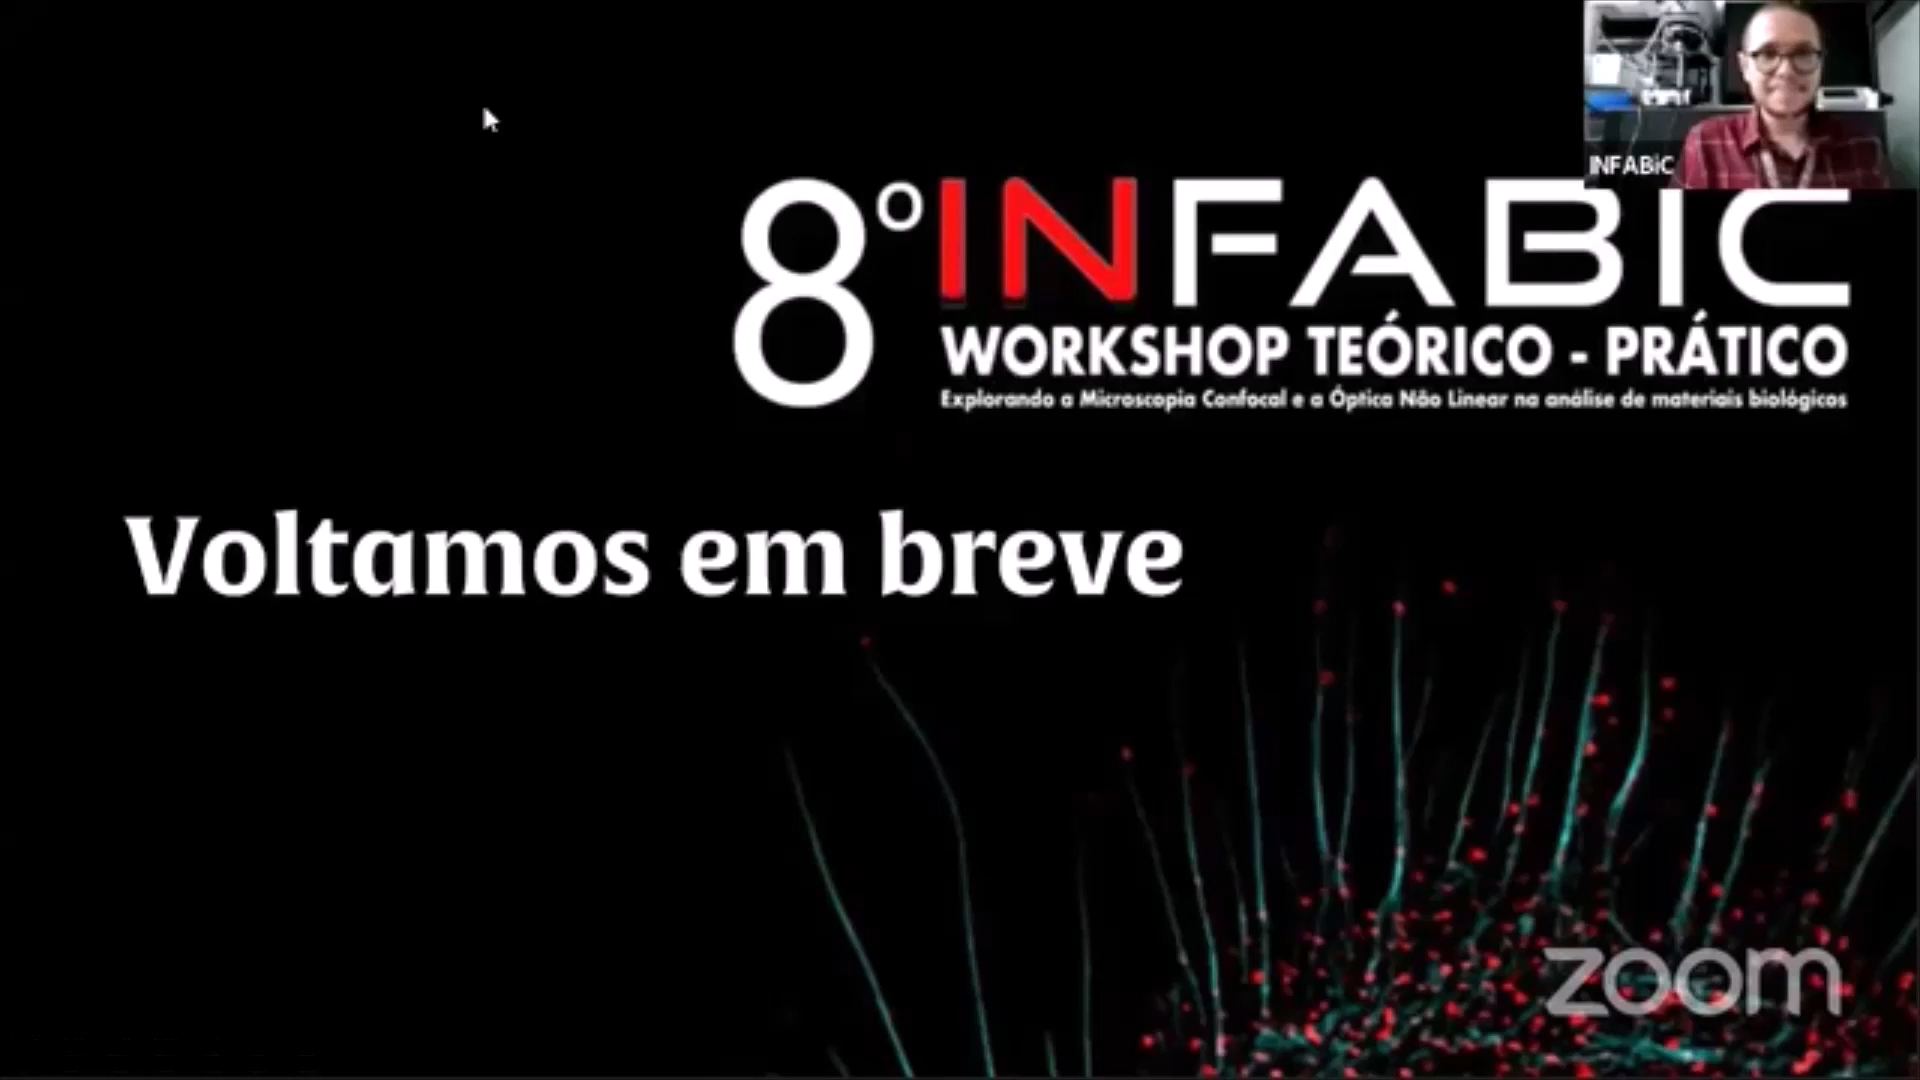 INFABiC
8º INFABIC
WORKSHOP TEÓRICO - PRÁTICO
Explorando a Microscopia Confocal e a Óptica Não Linear na análise de materiais biológicos
Voltamos em breve
zoom